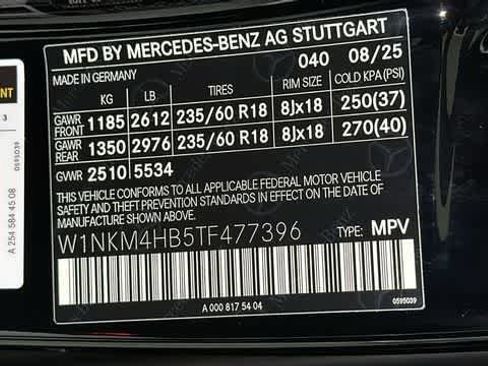 MFD BY MERCEDES-BENZ AG STUTTGART
040 08/25
MADE IN GERMANY
KG LB TIRES RIM SIZE COLD KPA (PSI)
GAWR FRONT 1185 2612 235/60 R18 8Jx18 250(37)
GAWR REAR 1350 2976 235/60 R18 8Jx18 270(40)
GVWR 2510 5534
THIS VEHICLE CONFORMS TO ALL APPLICABLE FEDERAL MOTOR VEHICLE
SAFETY AND THEFT PREVENTION STANDARDS IN EFFECT ON THE DATE
OF MANUFACTURE SHOWN ABOVE.
W1NKM4HB5TF477396 TYPE: MPV
A 000 817 54 04
0595039
NT
3
0595039
A 254 584 45 08